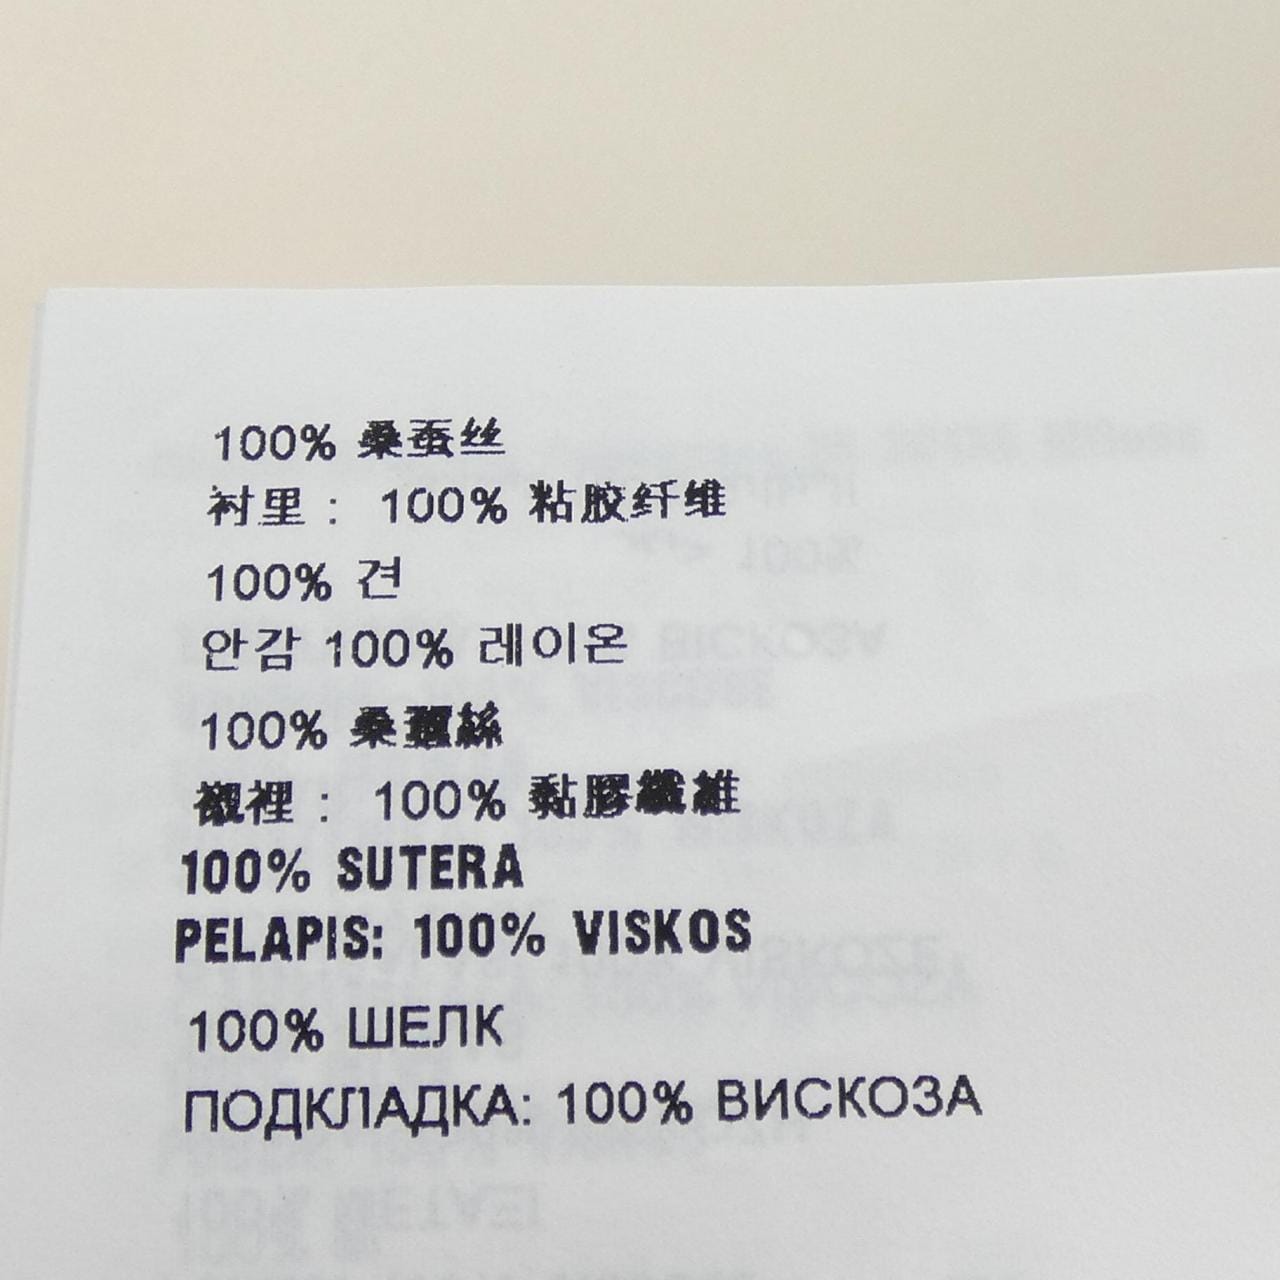 100% 桑蚕丝
衬里： 100% 粘胶纤维
100% 견
안감 100% 레이온
100% 桑蠶絲
襯裡： 100% 黏膠纖維
100% SUTERA
PELAPIS: 100% VISKOS
100% ШЕЛК
ПОДКЛАДКА: 100% ВИСКОЗА